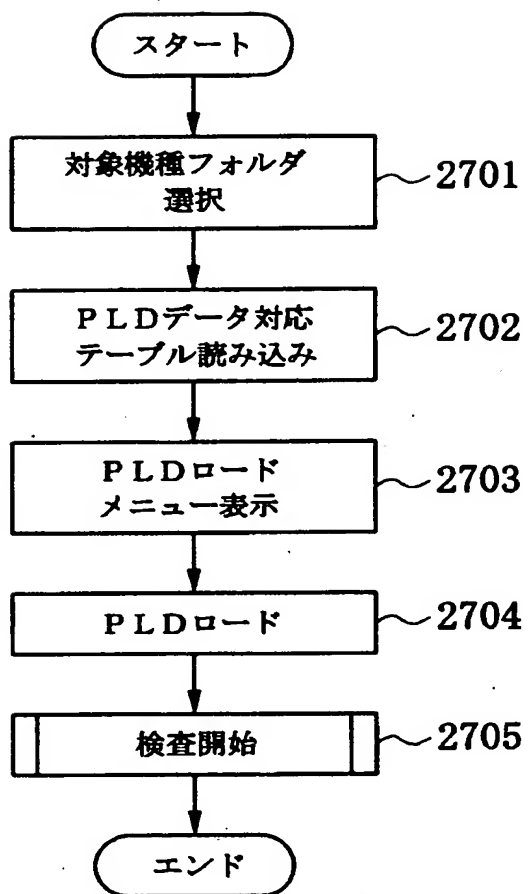 スタート
対象機種フォルダ
選択
2701
PLDデータ対応
テーブル読み込み
2702
PLDロード
メニュー表示
2703
PLDロード
2704
検査開始
2705
エンド